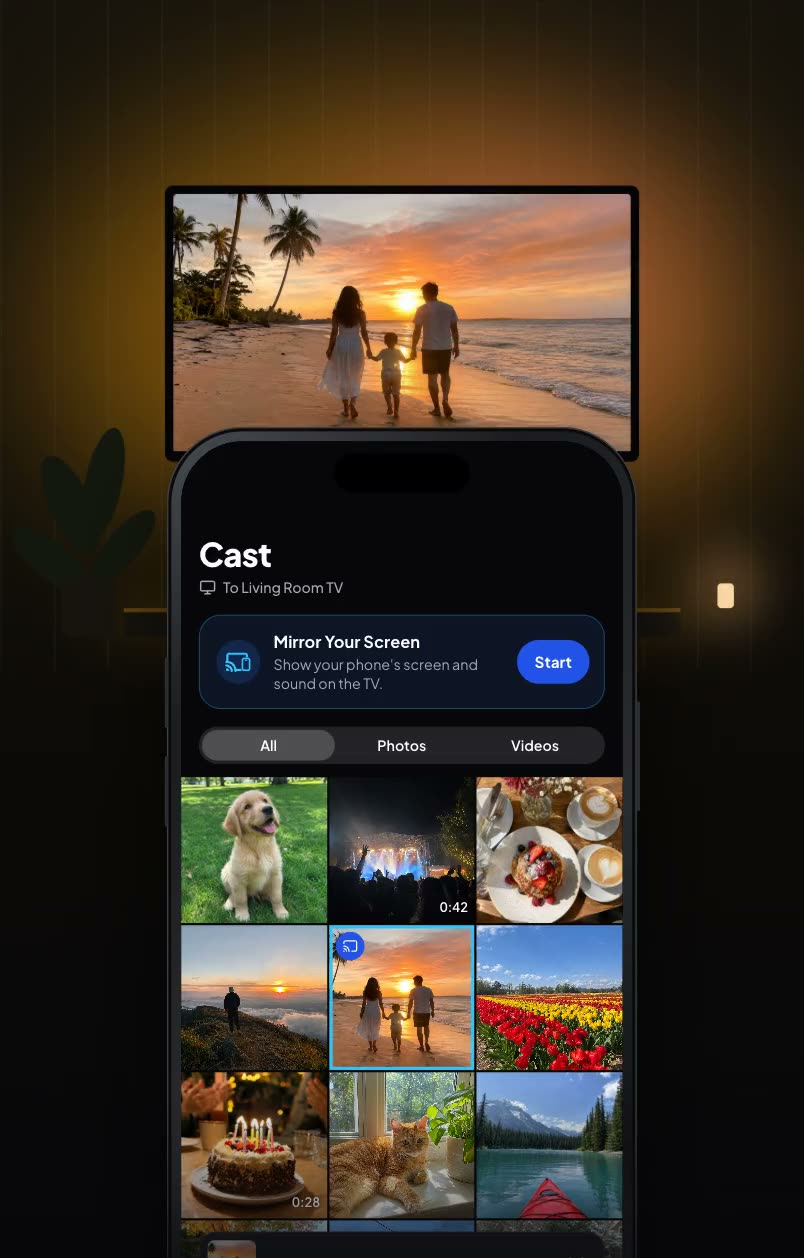 Cast
To Living Room TV
Mirror Your Screen
Show your phone's screen and
sound on the TV.
Start
All
Photos
Videos
0:42
0:28